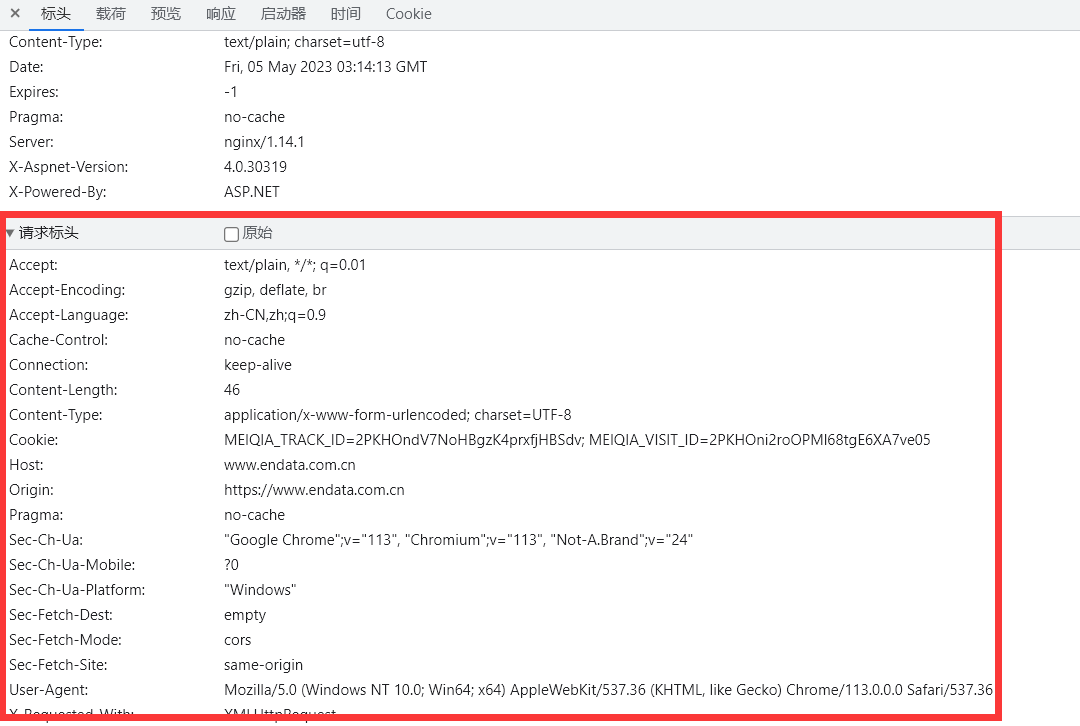 × 标头 载荷 预览 响应 启动器 时间 Cookie
Content-Type: text/plain; charset=utf-8
Date: Fri, 05 May 2023 03:14:13 GMT
Expires: -1
Pragma: no-cache
Server: nginx/1.14.1
X-Aspnet-Version: 4.0.30319
X-Powered-By: ASP.NET
请求标头 原始
Accept: text/plain, */*; q=0.01
Accept-Encoding: gzip, deflate, br
Accept-Language: zh-CN,zh;q=0.9
Cache-Control: no-cache
Connection: keep-alive
Content-Length: 46
Content-Type: application/x-www-form-urlencoded; charset=UTF-8
Cookie: MEIQIA_TRACK_ID=2PKHOndV7NoHBgzK4prxfjHBSdv; MEIQIA_VISIT_ID=2PKHOni2roOPMI68tgE6XA7ve05
Host: www.endata.com.cn
Origin: https://www.endata.com.cn
Pragma: no-cache
Sec-Ch-Ua: "Google Chrome";v="113", "Chromium";v="113", "Not-A.Brand";v="24"
Sec-Ch-Ua-Mobile: ?0
Sec-Ch-Ua-Platform: "Windows"
Sec-Fetch-Dest: empty
Sec-Fetch-Mode: cors
Sec-Fetch-Site: same-origin
User-Agent: Mozilla/5.0 (Windows NT 10.0; Win64; x64) AppleWebKit/537.36 (KHTML, like Gecko) Chrome/113.0.0.0 Safari/537.36
X-Requested-With: XMLHttpRequest